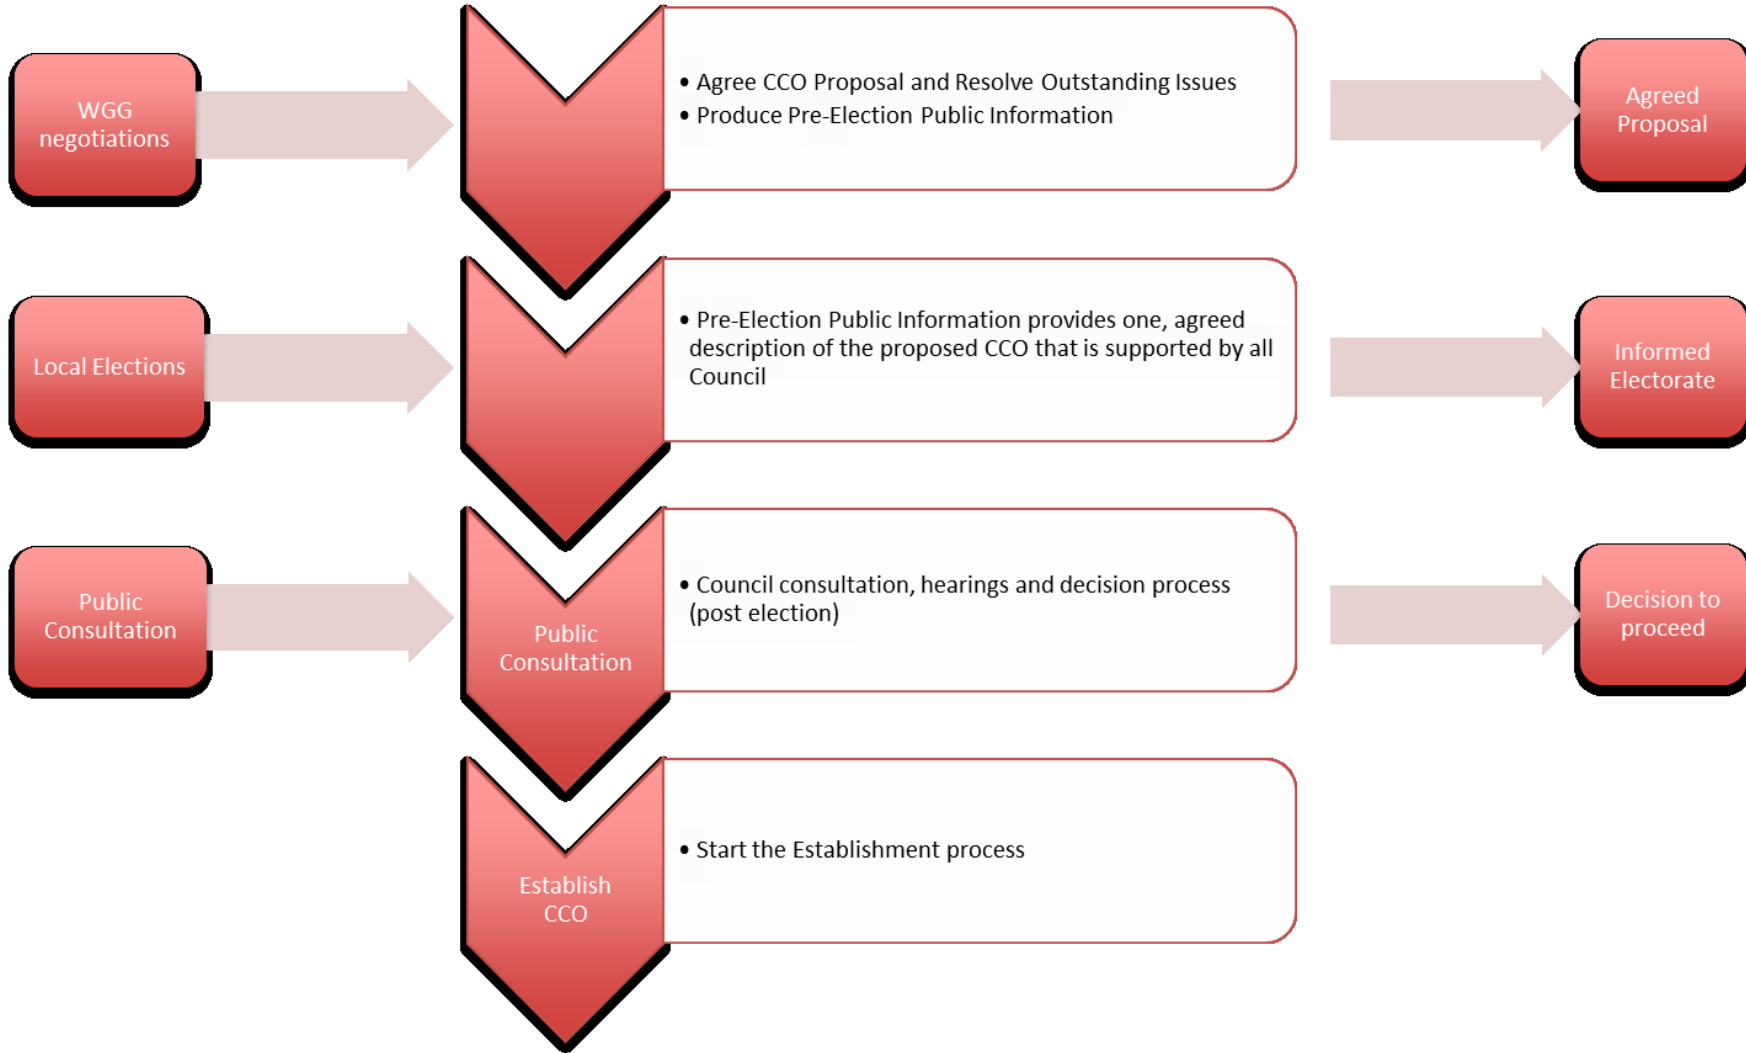 WGG
negotiations
• Agree CCO Proposal and Resolve Outstanding Issues
• Produce Pre-Election Public Information
Agreed
Proposal
Local Elections
• Pre-Election Public Information provides one, agreed
description of the proposed CCO that is supported by all
Council
Informed
Electorate
Public
Consultation
Public
Consultation
• Council consultation, hearings and decision process
(post election)
Decision to
proceed
Establish
CCO
• Start the Establishment process